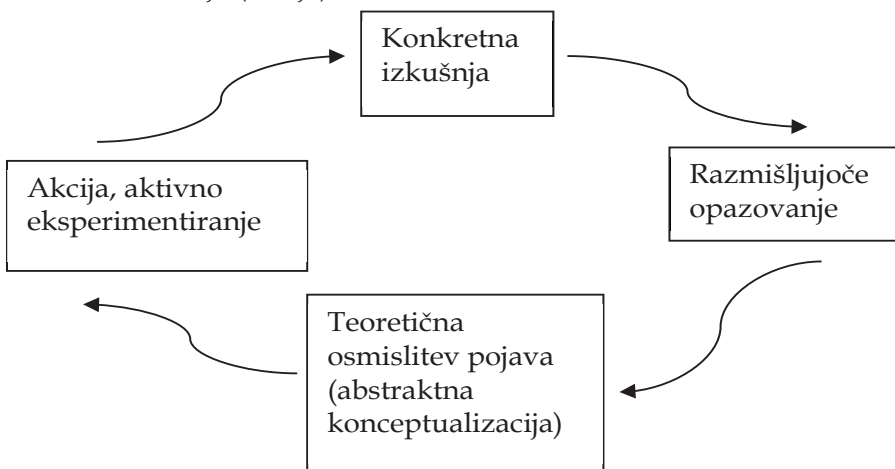 Konkretna
izkušnja
Razmišljujoče
opazovanje
Akcija, aktivno
eksperimentiranje
Teoretična
osmislitev pojava
(abstraktna
konceptualizacija)